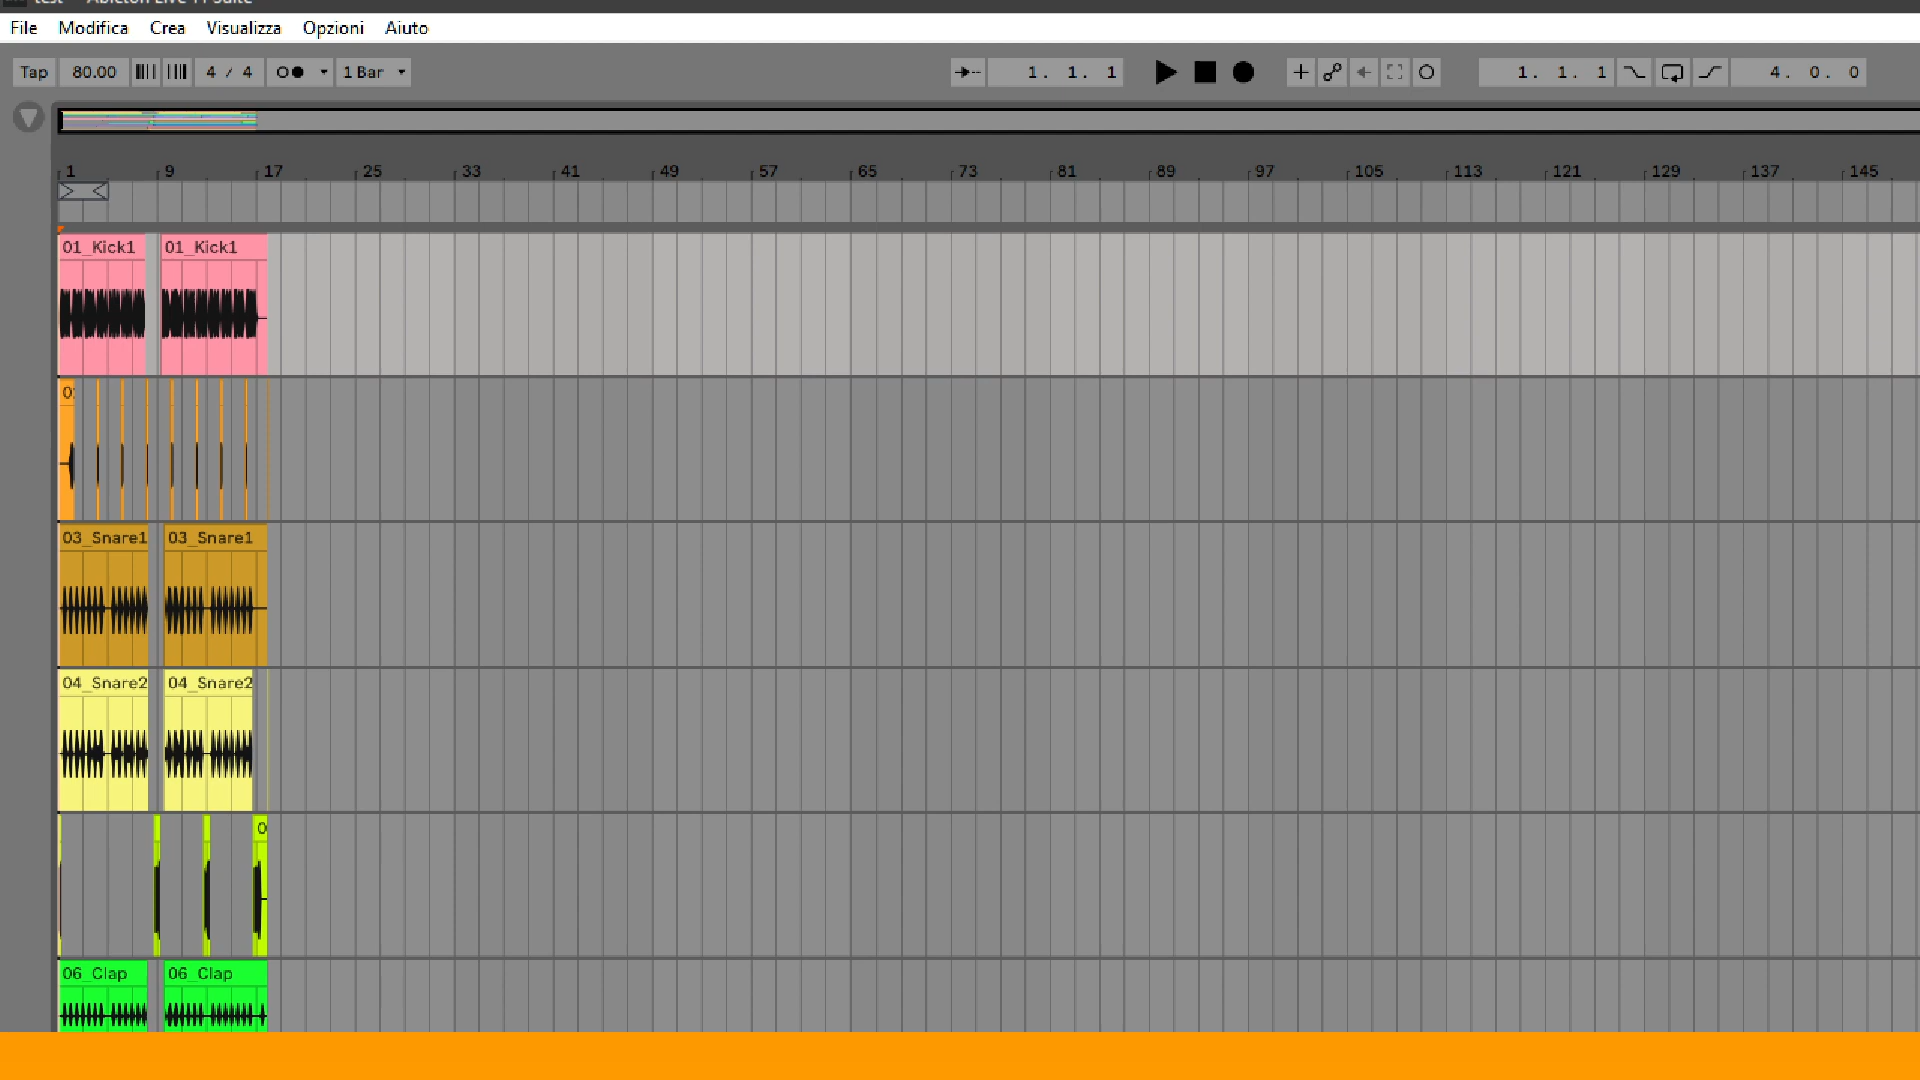 File Modifica Crea Visualizza Opzioni Aiuto
Tap 80.00 4 / 4 1 Bar 1. 1. 1 1. 1. 1 4. 0. 0
1 9 17 25 33 41 49 57 65 73 81 89 97 105 113 121 129 137 145
01_Kick1 01_Kick1
03_Snare1 03_Snare1
04_Snare2 04_Snare2
0
06_Clap 06_Clap